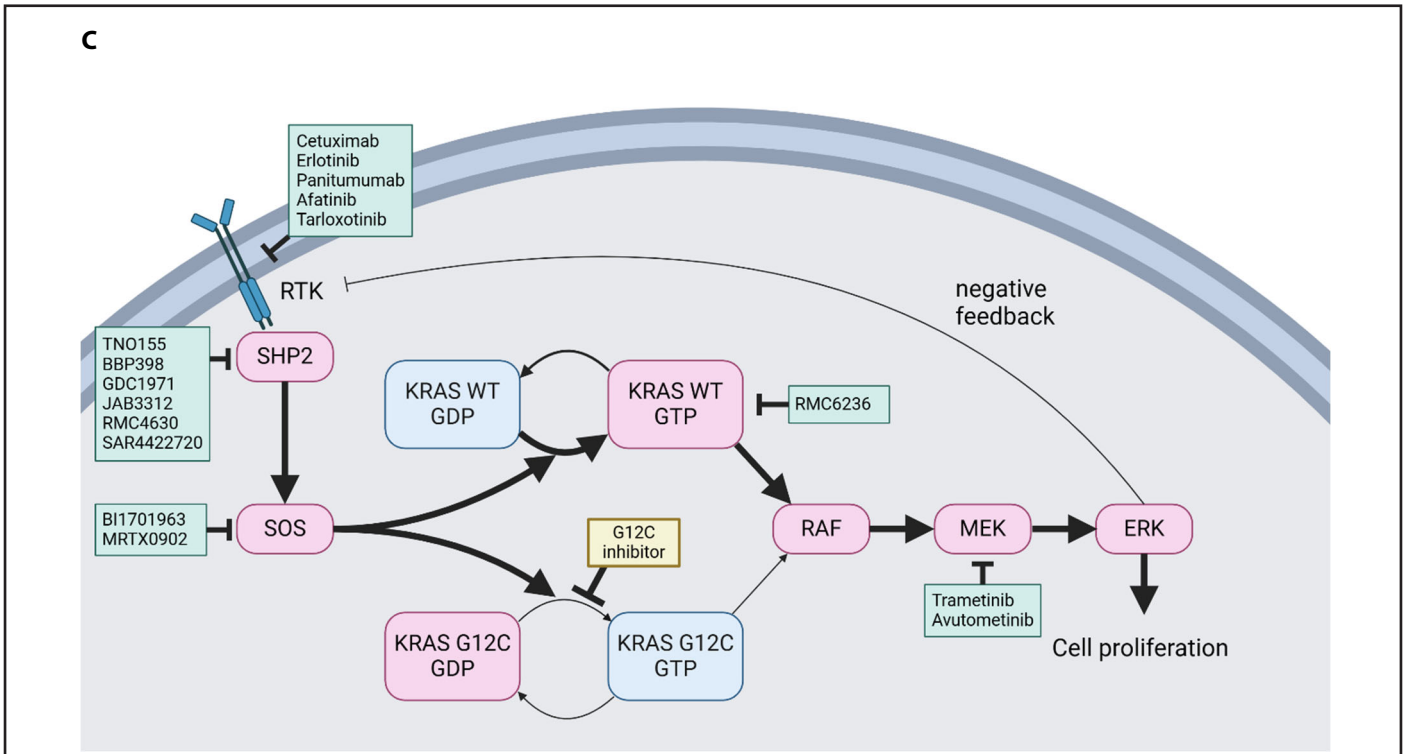 C
Cetuximab
Erlotinib
Panitumumab
Afatinib
Tarloxotinib
RTK
negative
feedback
TNO155
BBP398
GDC1971
JAB3312
RMC4630
SAR4422720
SHP2
KRAS WT
GDP
KRAS WT
GTP
RMC6236
BI1701963
MRTX0902
SOS
G12C
inhibitor
RAF
MEK
ERK
Trametinib
Avutometinib
KRAS G12C
GDP
KRAS G12C
GTP
Cell proliferation